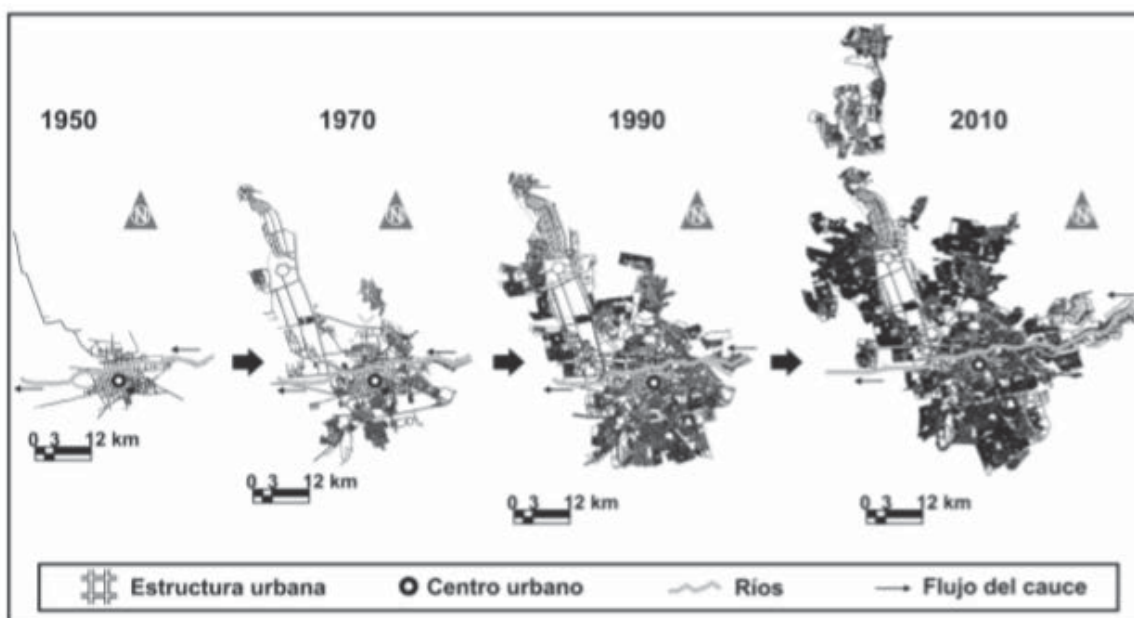 1950
1970
1990
2010
N
N
N
N
0 3 12 km
0 3 12 km
0 3 12 km
0 3 12 km
Estructura urbana
Centro urbano
Ríos
Flujo del cauce